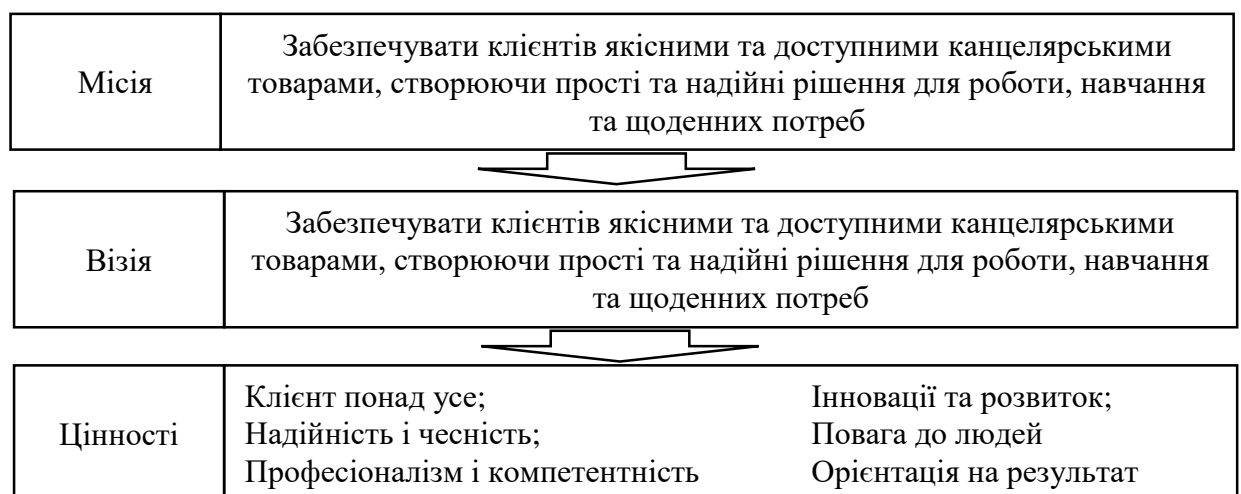 Місія
Забезпечувати клієнтів якісними та доступними канцелярськими
товарами, створюючи прості та надійні рішення для роботи, навчання
та щоденних потреб
Візія
Забезпечувати клієнтів якісними та доступними канцелярськими
товарами, створюючи прості та надійні рішення для роботи, навчання
та щоденних потреб
Цінності
Клієнт понад усе;
Надійність і чесність;
Професіоналізм і компетентність
Інновації та розвиток;
Повага до людей
Орієнтація на результат